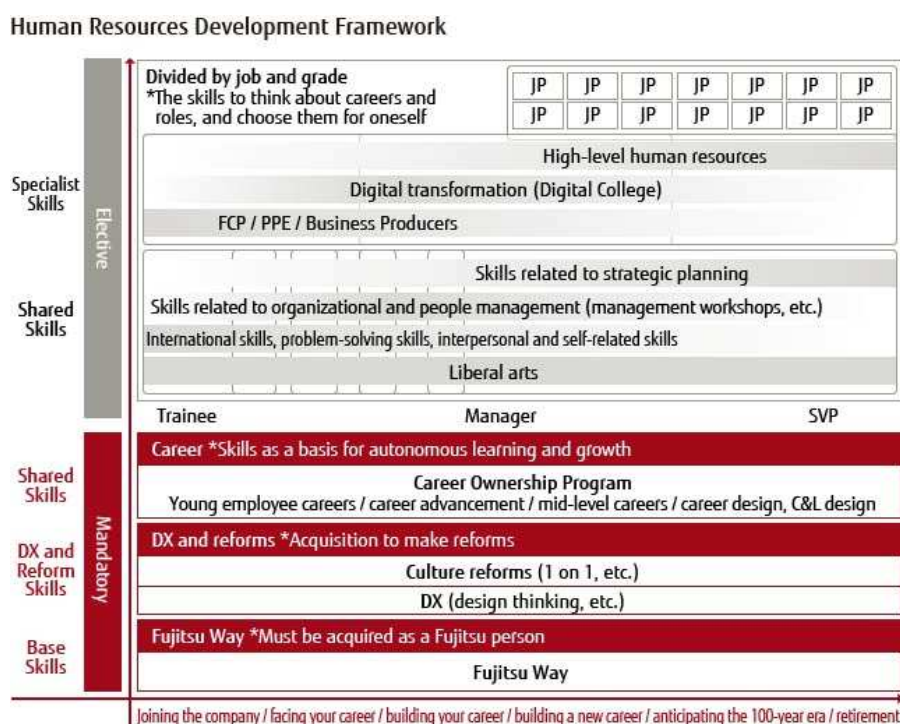 Human Resources Development Framework
Divided by job and grade
*The skills to think about careers and
roles, and choose them for oneself
JP JP JP JP JP JP JP
JP JP JP JP JP JP JP
High-level human resources
Digital transformation (Digital College)
FCP / PPE / Business Producers
Specialist
Skills
Elective
Skills related to strategic planning
Skills related to organizational and people management (management workshops, etc.)
International skills, problem-solving skills, interpersonal and self-related skills
Liberal arts
Shared
Skills
Trainee Manager SVP
Career *Skills as a basis for autonomous learning and growth
Career Ownership Program
Young employee careers / career advancement / mid-level careers / career design, C&L design
Shared
Skills
Mandatory
DX and reforms *Acquisition to make reforms
Culture reforms (1 on 1, etc.)
DX (design thinking, etc.)
DX and
Reform
Skills
Fujitsu Way *Must be acquired as a Fujitsu person
Fujitsu Way
Base
Skills
Joining the company / facing your career / building your career / building a new career / anticipating the 100-year era / retirement